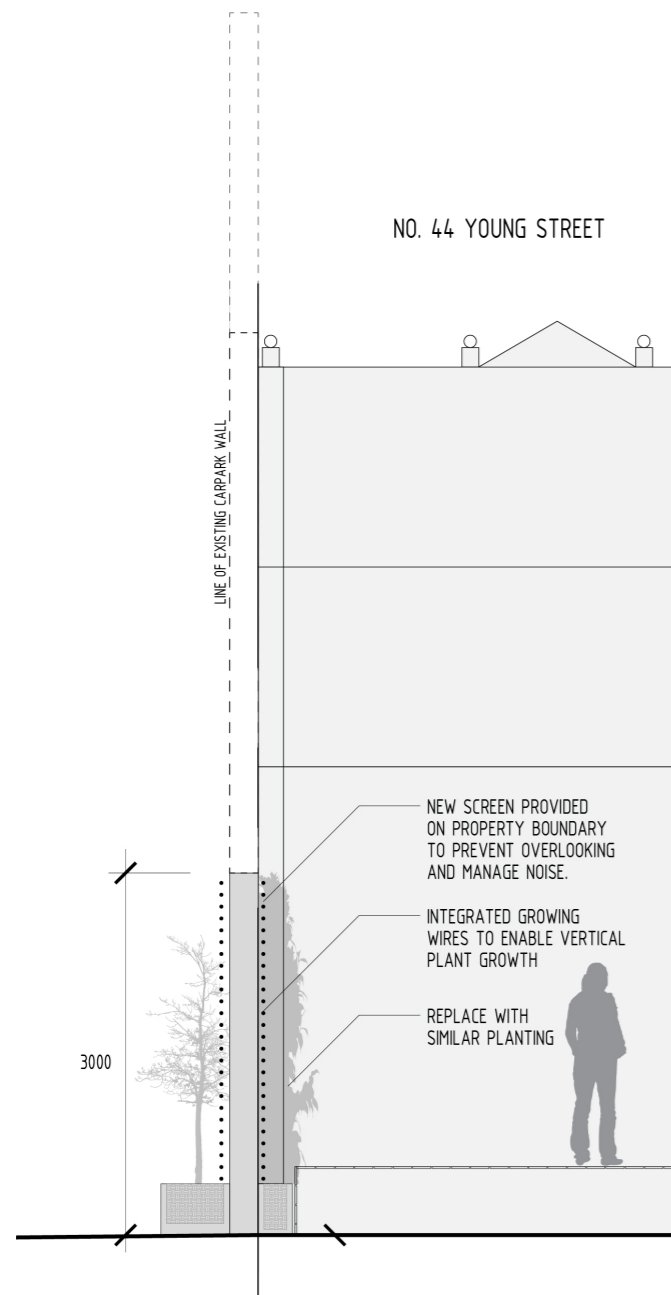 NO. 44 YOUNG STREET
LINE OF EXISTING CARPARK WALL
NEW SCREEN PROVIDED
ON PROPERTY BOUNDARY
TO PREVENT OVERLOOKING
AND MANAGE NOISE.
INTEGRATED GROWING
WIRES TO ENABLE VERTICAL
PLANT GROWTH
REPLACE WITH
SIMILAR PLANTING
3000